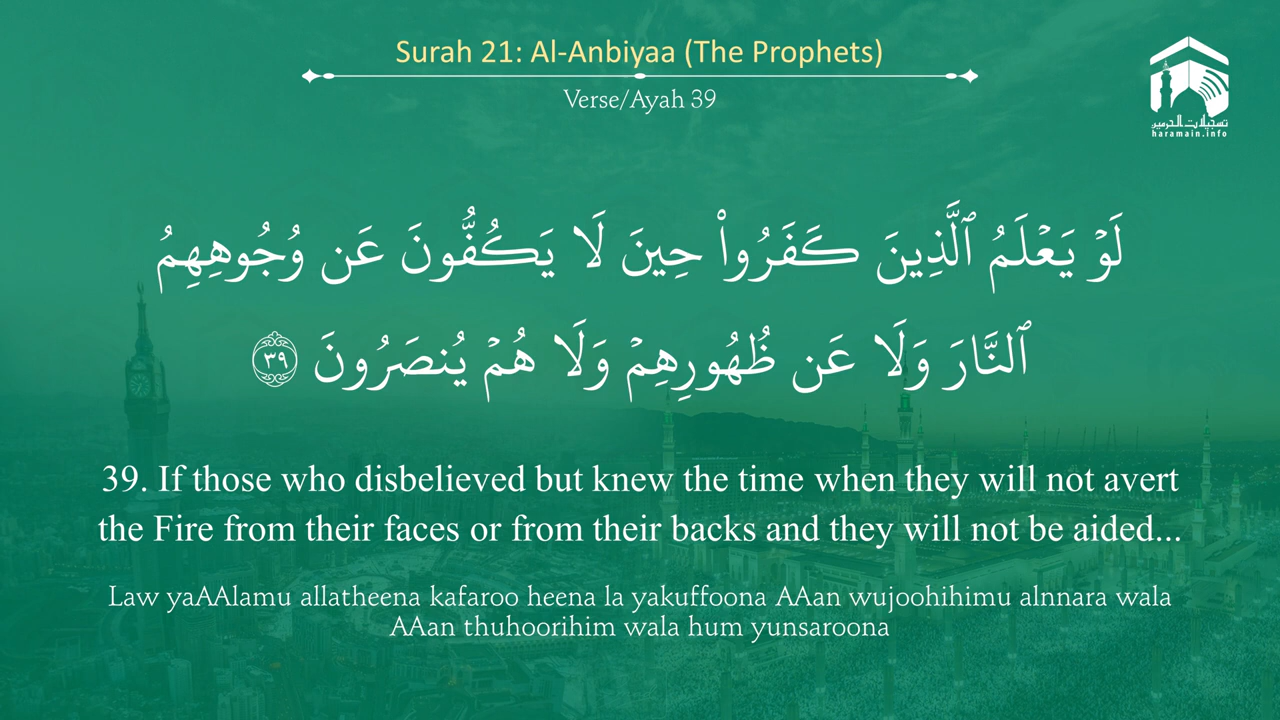 Surah 21: Al-Anbiyaa (The Prophets)
Verse/Ayah 39
تسجيلات الحرمين
haramain.info
لَوۡ يَعۡلَمُ ٱلَّذِينَ كَفَرُواْ حِينَ لَا يَكُفُّونَ عَن وُجُوهِهِمُ
ٱلنَّارَ وَلَا عَن ظُهُورِهِمۡ وَلَا هُمۡ يُنصَرُونَ ٣٩
39. If those who disbelieved but knew the time when they will not avert
the Fire from their faces or from their backs and they will not be aided...
Law yaAAlamu allatheena kafaroo heena la yakuffoona AAan wujoohihimu alnnara wala
AAan thuhoorihim wala hum yunsaroona